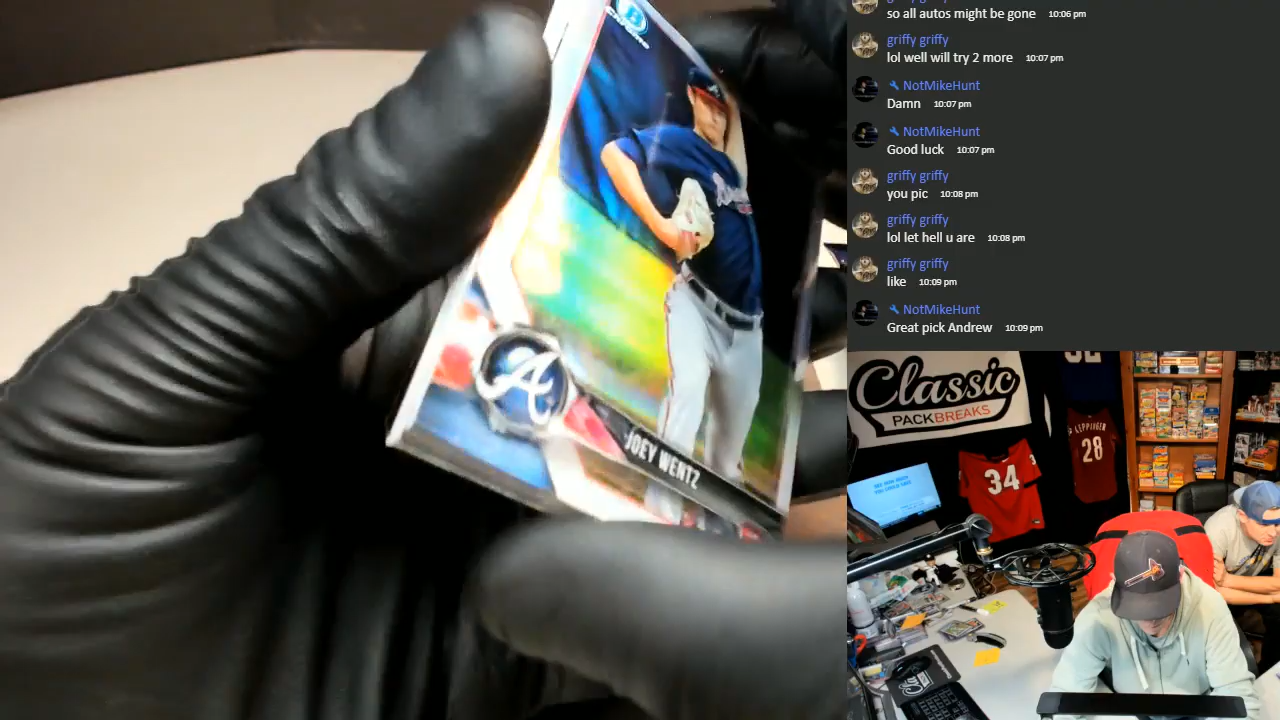 so all autos might be gone 10:06 pm
griffy griffy
lol well will try 2 more 10:07 pm
NotMikeHunt
Damn 10:07 pm
NotMikeHunt
Good luck 10:07 pm
griffy griffy
you pic 10:08 pm
griffy griffy
lol let hell u are 10:08 pm
griffy griffy
like 10:09 pm
NotMikeHunt
Great pick Andrew 10:09 pm
B
Chrome
Braves
A
JOEY WENTZ
Classic
PACK BREAKS
34
LEPPINGER
28